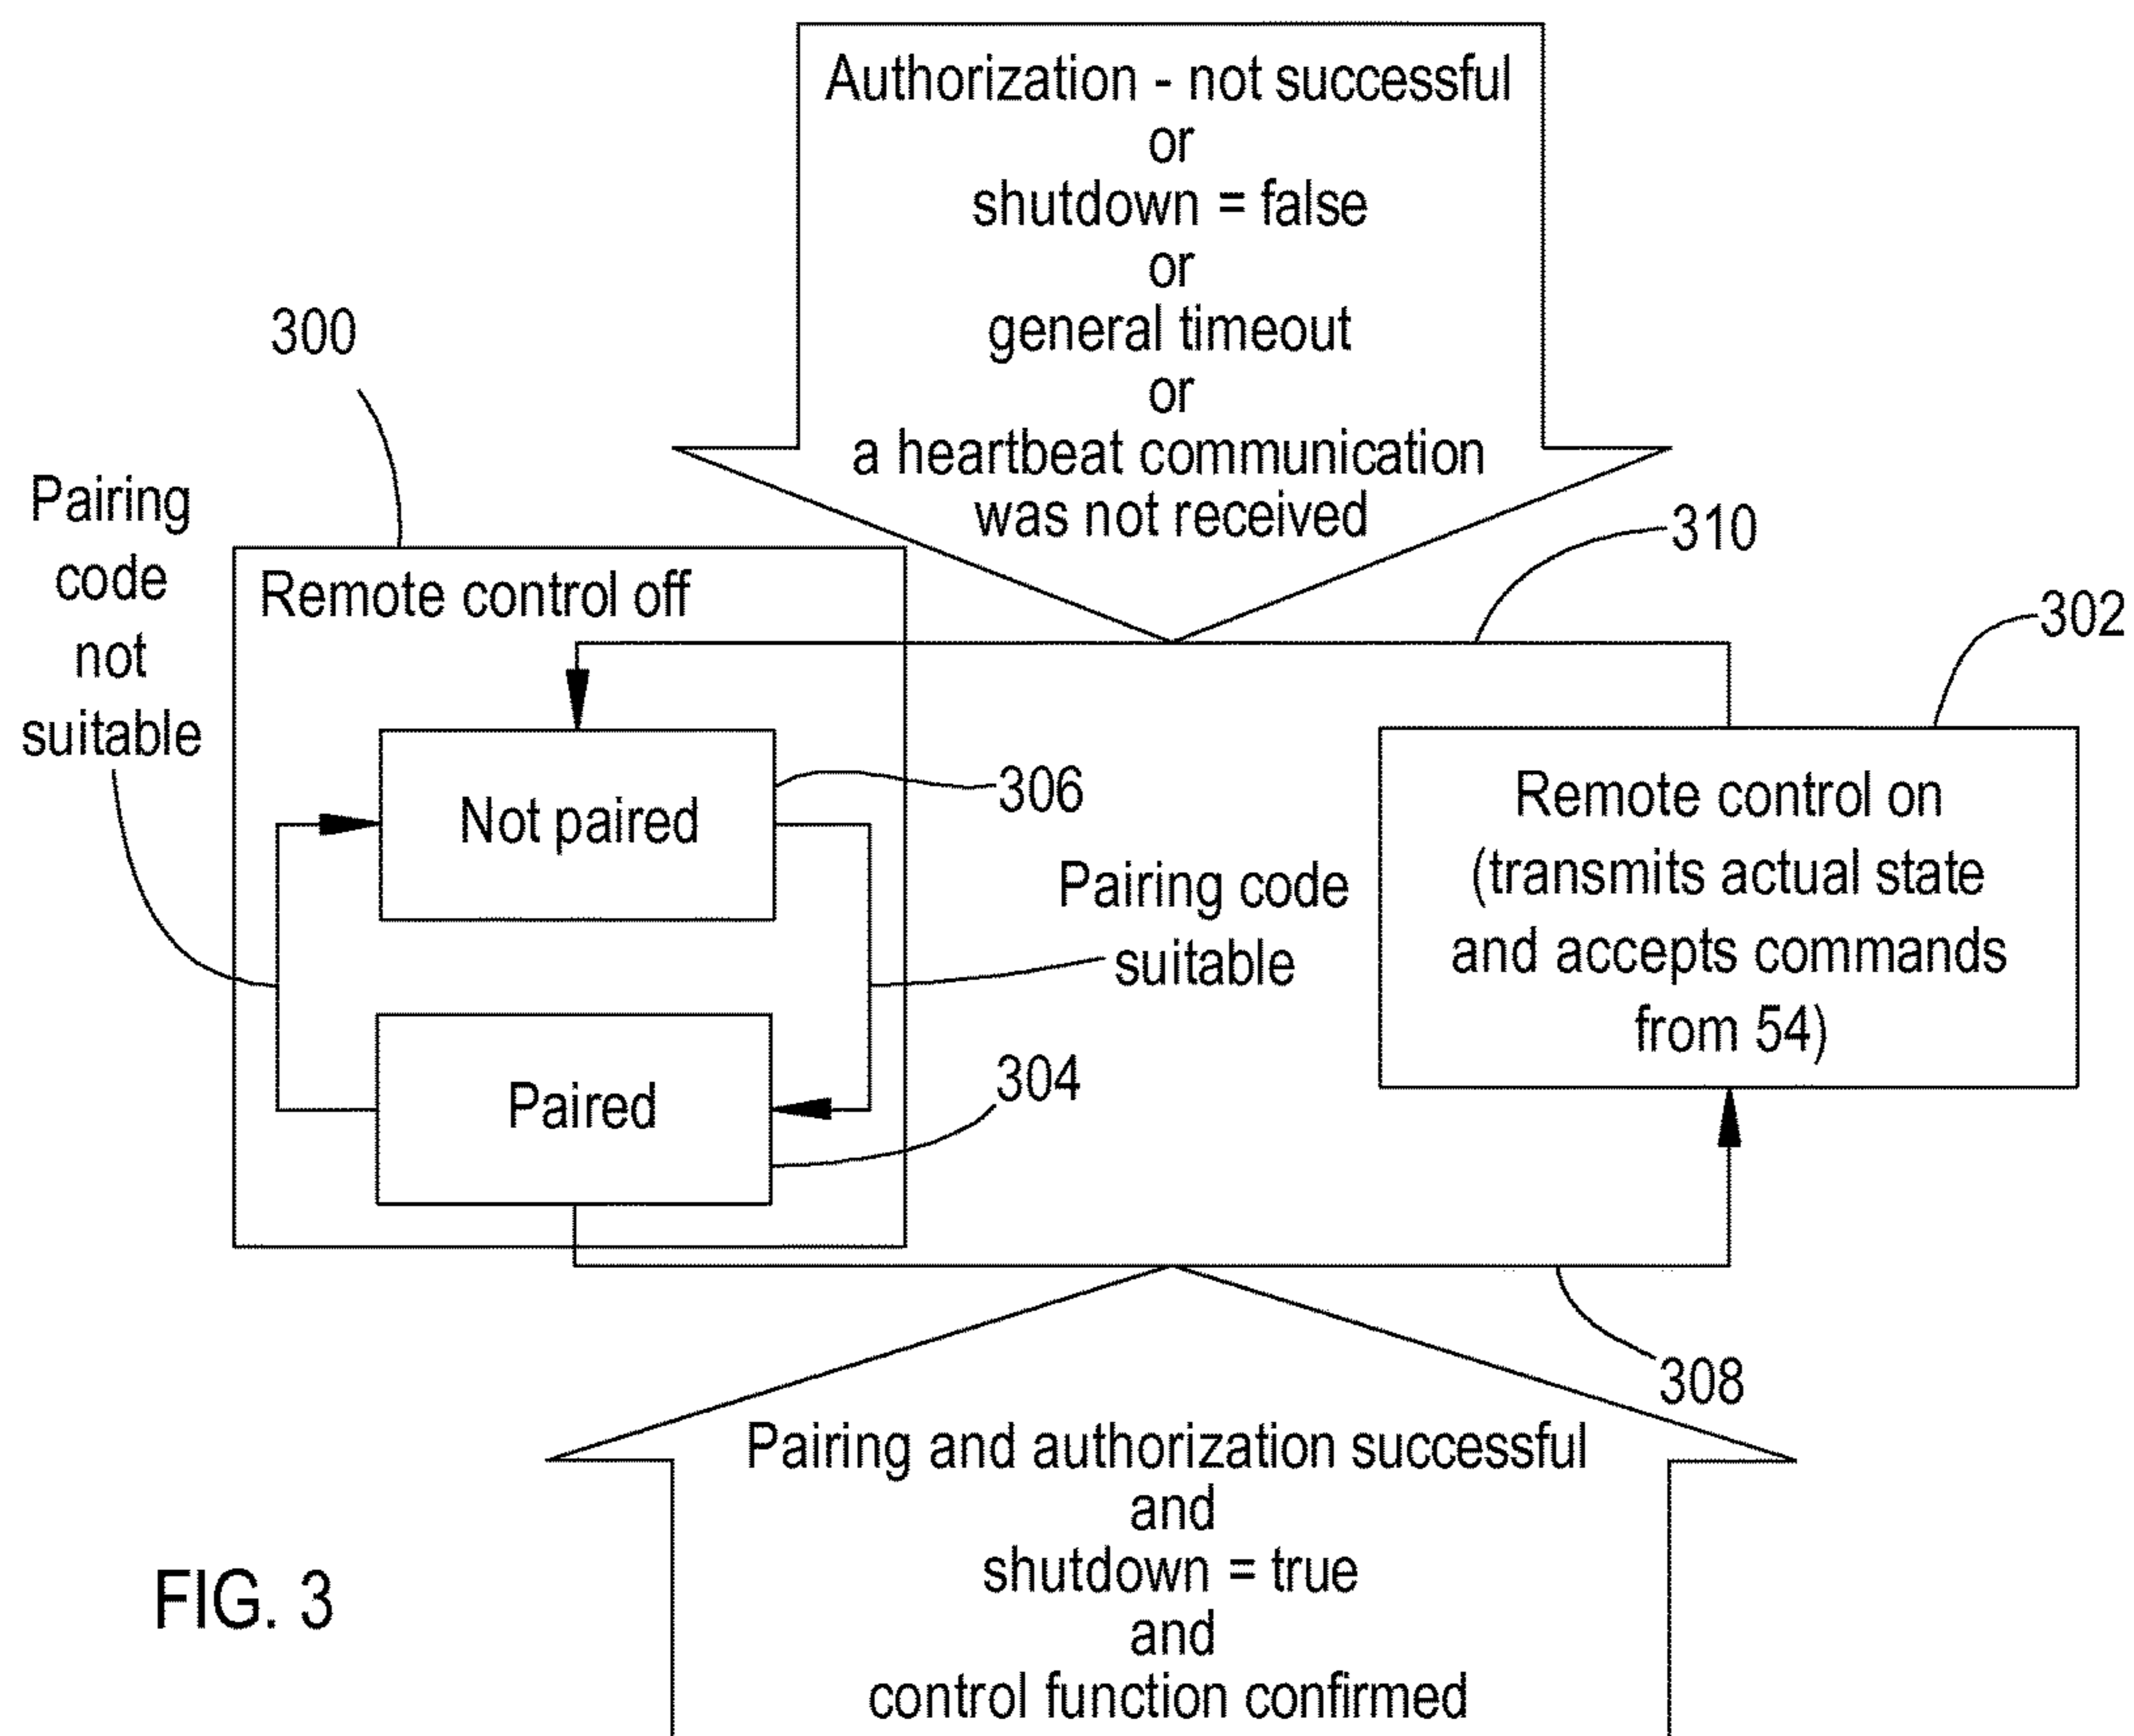 Authorization - not successful
or
shutdown = false
or
general timeout
or
a heartbeat communication
was not received
300
310
302
Pairing
code
not
suitable
Remote control off
Not paired
306
Pairing code
suitable
Paired
304
Remote control on
(transmits actual state
and accepts commands
from 54)
308
Pairing and authorization successful
and
shutdown = true
and
control function confirmed
FIG. 3